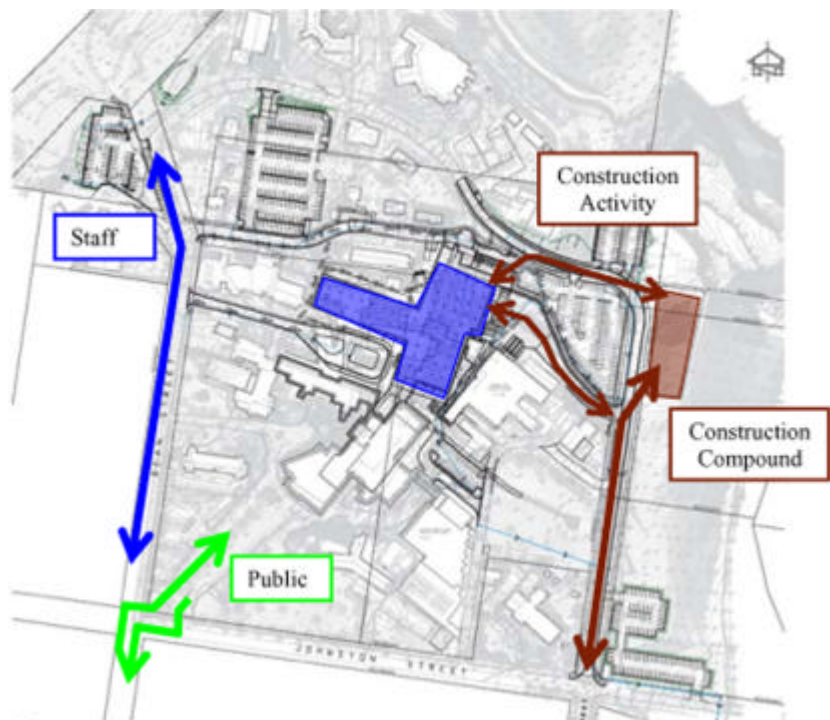 Construction
Activity
Staff
Construction
Compound
Public
JOHNSTON STREET